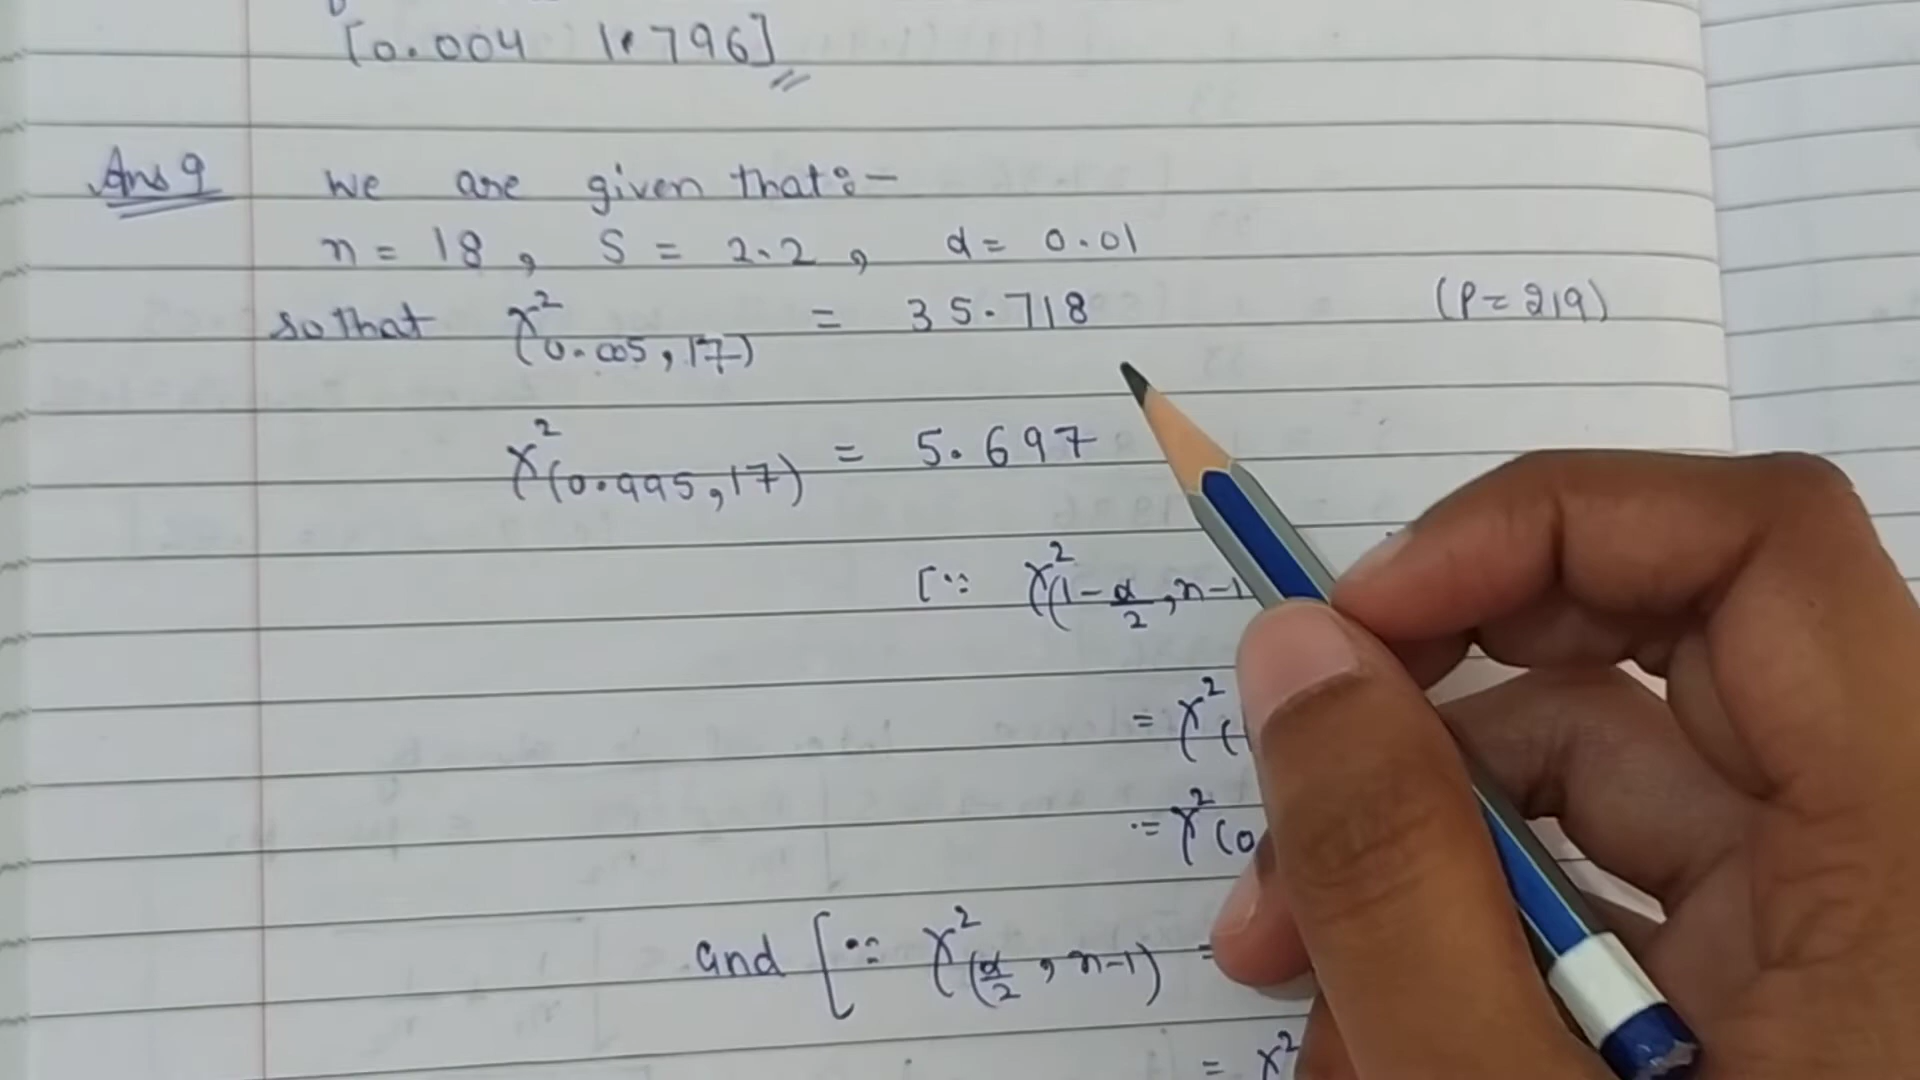 [0.004 1.796]
Ans 9 We are given that:-
n = 18, S = 2.2, α = 0.01
so that χ²(0.005, 17) = 35.718 (P = 219)
χ²(0.995, 17) = 5.697
[∵ χ²(1-α/2, n-1
= χ²(1
= χ²(0
and [∵ χ²(α/2, n-1) =
= χ²